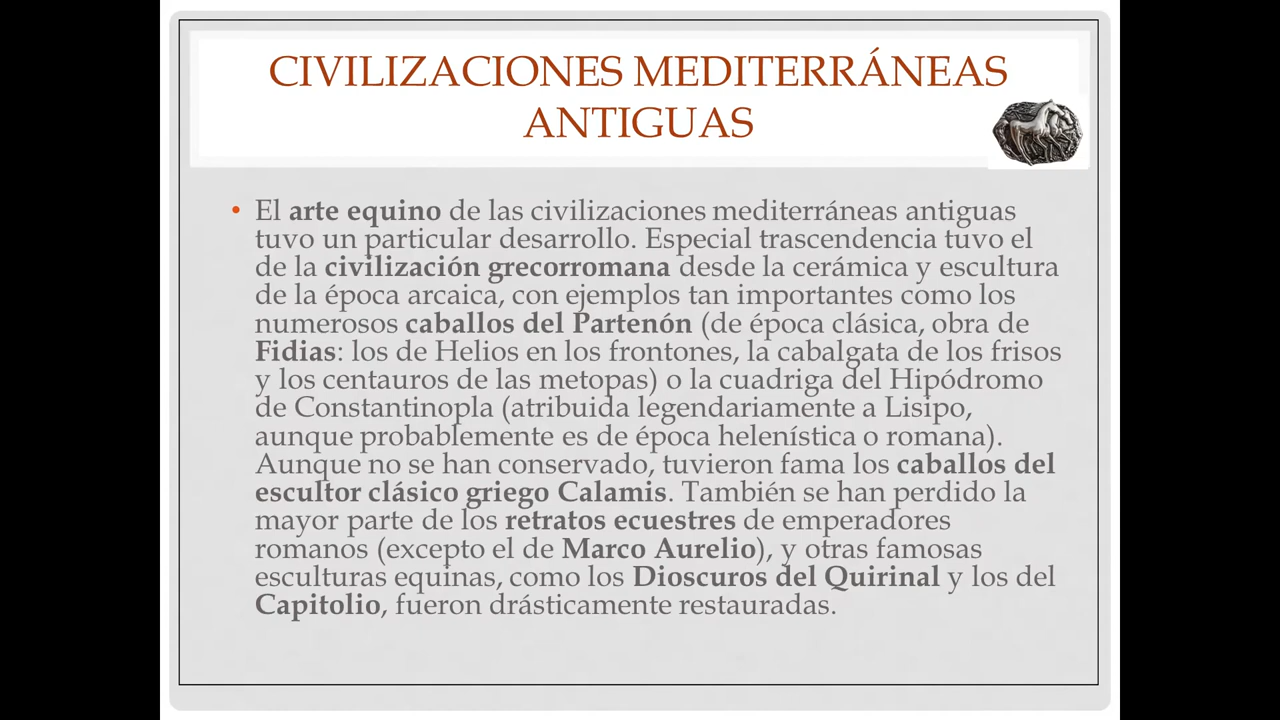 CIVILIZACIONES MEDITERRÁNEAS
ANTIGUAS
• El arte equino de las civilizaciones mediterráneas antiguas
tuvo un particular desarrollo. Especial trascendencia tuvo el
de la civilización grecorromana desde la cerámica y escultura
de la época arcaica, con ejemplos tan importantes como los
numerosos caballos del Partenón (de época clásica, obra de
Fidias: los de Helios en los frontones, la cabalgata de los frisos
y los centauros de las metopas) o la cuadriga del Hipódromo
de Constantinopla (atribuida legendariamente a Lisipo,
aunque probablemente es de época helenística o romana).
Aunque no se han conservado, tuvieron fama los caballos del
escultor clásico griego Calamis. También se han perdido la
mayor parte de los retratos ecuestres de emperadores
romanos (excepto el de Marco Aurelio), y otras famosas
esculturas equinas, como los Dioscuros del Quirinal y los del
Capitolio, fueron drásticamente restauradas.